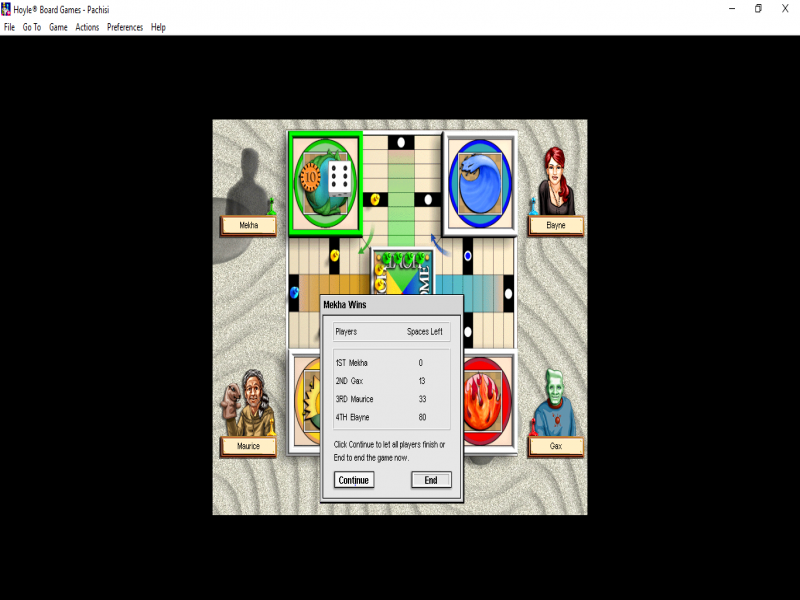 Hoyle® Board Games - Pachisi
File Go To Game Actions Preferences Help
10
Mekha
Elayne
HOME
Mekha Wins
Players Spaces Left
1ST Mekha 0
2ND Gax 13
3RD Maurice 33
4TH Elayne 80
Click Continue to let all players finish or
End to end the game now.
Continue End
Maurice
Gax